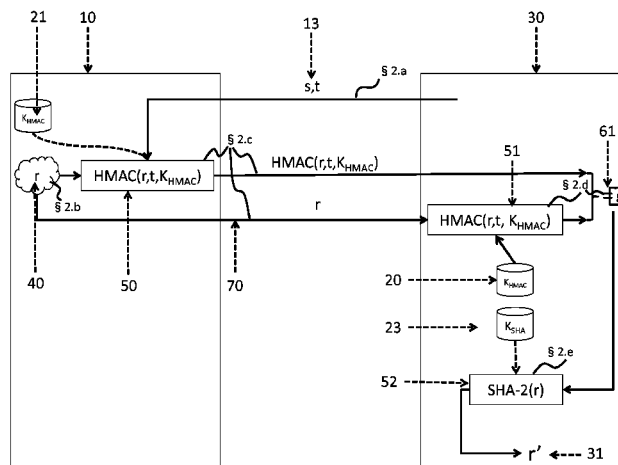 21
10
13
30
§ 2.a
s,t
K_HMAC
§ 2.c
61
51
HMAC(r,t,K_HMAC)
§ 2.d
r
HMAC(r,t,K_HMAC)
§ 2.b
r
HMAC(r,t, K_HMAC)
40
50
70
20
K_HMAC
23
K_SHA
§ 2.e
52
SHA-2(r)
r'
31